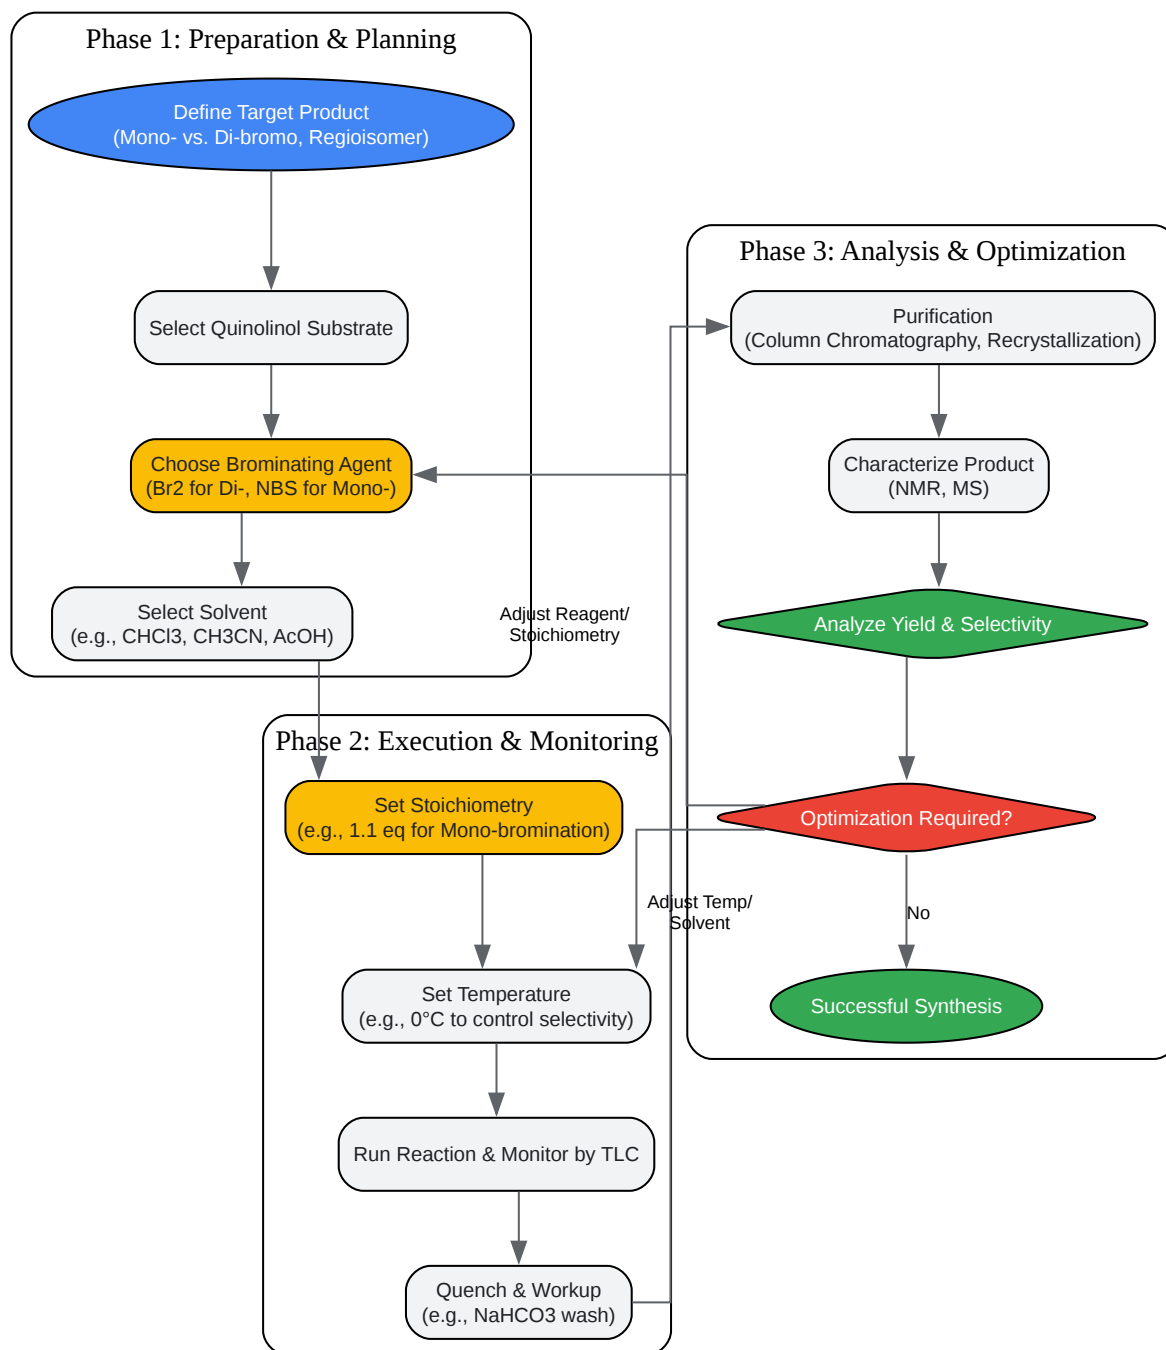 Phase 1: Preparation & Planning
Define Target Product
(Mono- vs. Di-bromo, Regioisomer)
Select Quinolinol Substrate
Choose Brominating Agent
(Br2 for Di-, NBS for Mono-)
Select Solvent
(e.g., CHCl3, CH3CN, AcOH)
Adjust Reagent/
Stoichiometry
Phase 2: Execution & Monitoring
Set Stoichiometry
(e.g., 1.1 eq for Mono-bromination)
Adjust Temp/
Solvent
Set Temperature
(e.g., 0°C to control selectivity)
Run Reaction & Monitor by TLC
Quench & Workup
(e.g., NaHCO3 wash)
Phase 3: Analysis & Optimization
Purification
(Column Chromatography, Recrystallization)
Characterize Product
(NMR, MS)
Analyze Yield & Selectivity
Optimization Required?
No
Successful Synthesis